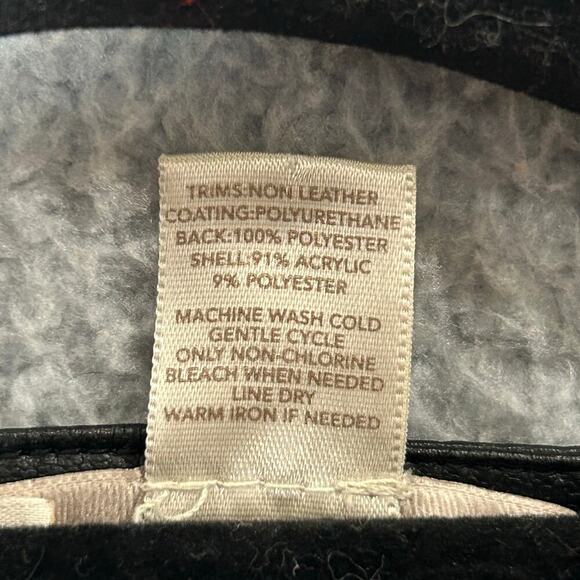 TRIMS:NON LEATHER
COATING:POLYURETHANE
BACK:100% POLYESTER
SHELL:91% ACRYLIC
9% POLYESTER
MACHINE WASH COLD
GENTLE CYCLE
ONLY NON-CHLORINE
BLEACH WHEN NEEDED
LINE DRY
WARM IRON IF NEEDED